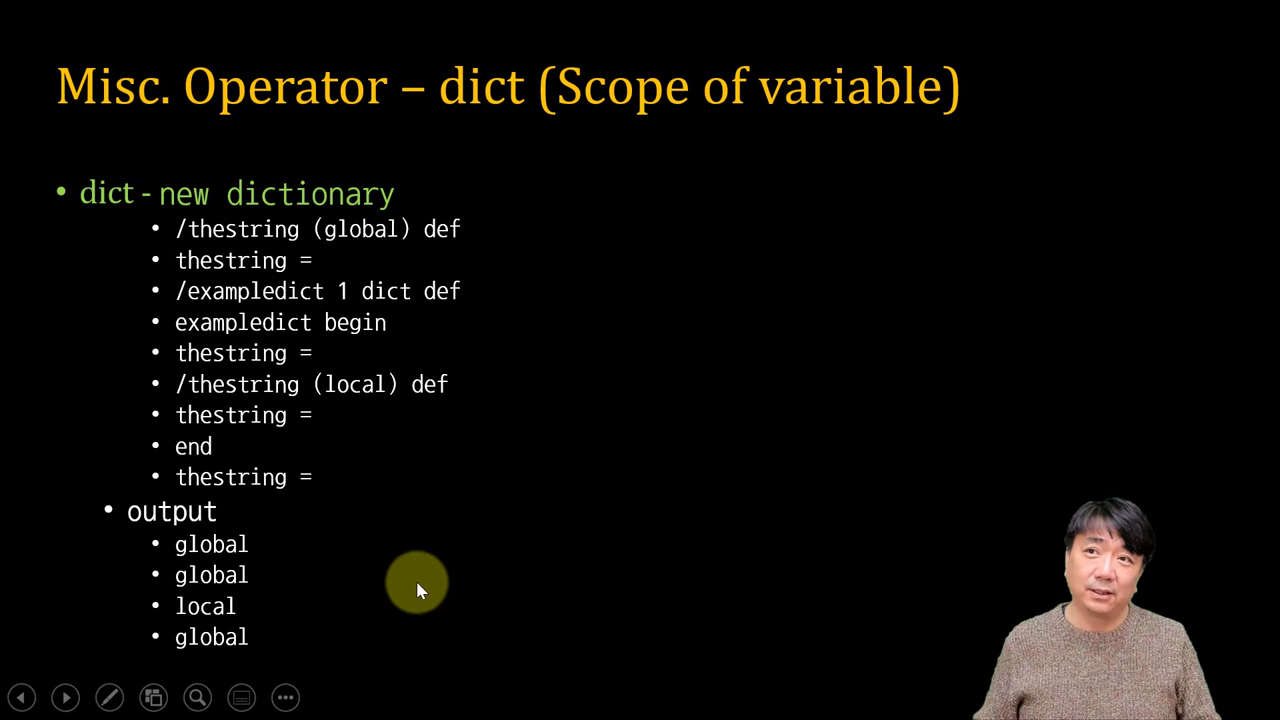 Misc. Operator – dict (Scope of variable)
• dict - new dictionary
• /thestring (global) def
• thestring =
• /exampledict 1 dict def
• exampledict begin
• thestring =
• /thestring (local) def
• thestring =
• end
• thestring =
• output
• global
• global
• local
• global